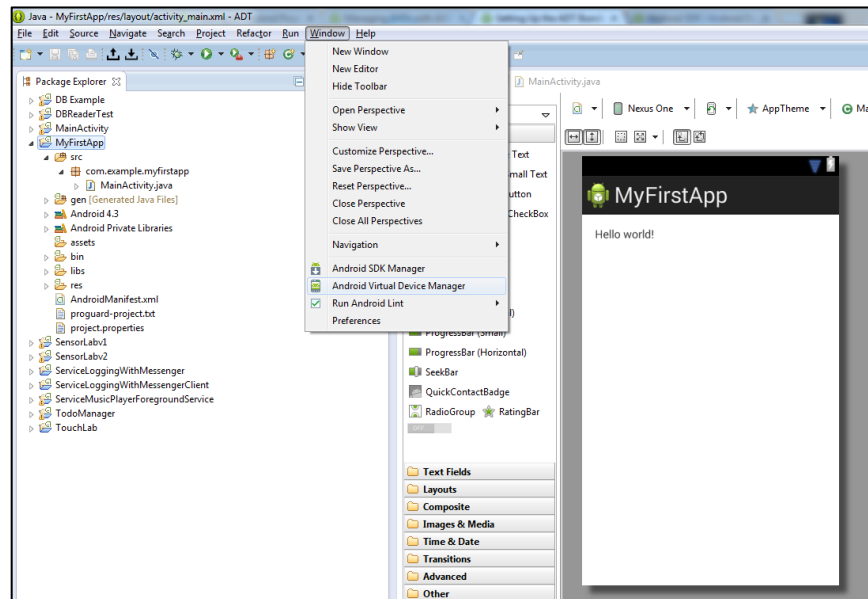 Java - MyFirstApp/res/layout/activity_main.xml - ADT
File Edit Source Navigate Search Project Refactor Run Window Help
Package Explorer
DB Example
DBReaderTest
MainActivity
MyFirstApp
src
com.example.myfirstapp
MainActivity.java
gen [Generated Java Files]
Android 4.3
Android Private Libraries
assets
bin
libs
res
AndroidManifest.xml
proguard-project.txt
project.properties
SensorLabv1
SensorLabv2
ServiceLoggingWithMessenger
ServiceLoggingWithMessengerClient
ServiceMusicPlayerForegroundService
TodoManager
TouchLab
New Window
New Editor
Hide Toolbar
Open Perspective
Show View
Customize Perspective...
Save Perspective As...
Reset Perspective...
Close Perspective
Close All Perspectives
Navigation
Android SDK Manager
Android Virtual Device Manager
Run Android Lint
Preferences
MainActivity.java
Text
mall Text
utton
CheckBox
l)
ProgressBar (Small)
ProgressBar (Horizontal)
SeekBar
QuickContactBadge
RadioGroup RatingBar
OFF
Text Fields
Layouts
Composite
Images & Media
Time & Date
Transitions
Advanced
Other
Nexus One AppTheme Ma
MyFirstApp
Hello world!